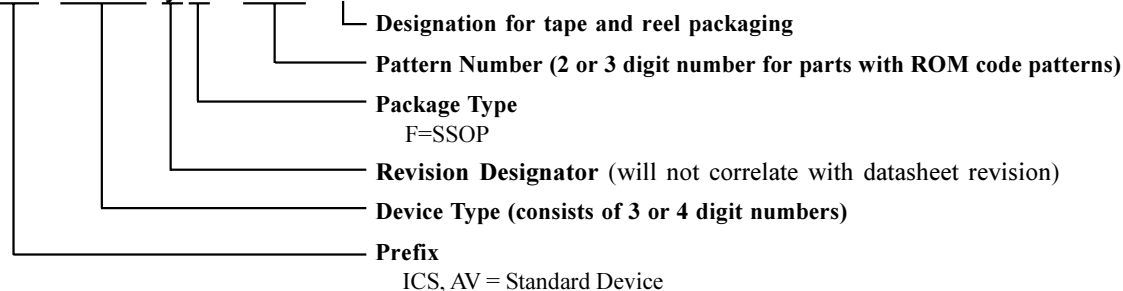 Designation for tape and reel packaging
Pattern Number (2 or 3 digit number for parts with ROM code patterns)
Package Type
F=SSOP
Revision Designator (will not correlate with datasheet revision)
Device Type (consists of 3 or 4 digit numbers)
Prefix
ICS, AV = Standard Device